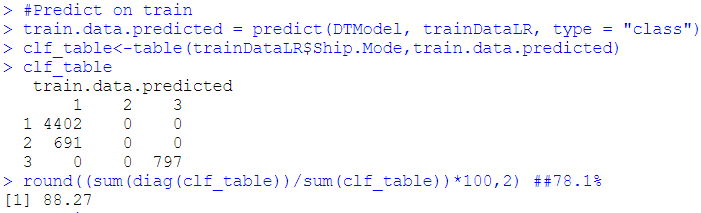 > #Predict on train
> train.data.predicted = predict(DTModel, trainDataLR, type = "class")
> clf_table<-table(trainDataLR$Ship.Mode,train.data.predicted)
> clf_table
   train.data.predicted
       1    2    3
  1 4402    0    0
  2  691    0    0
  3    0    0  797
> round((sum(diag(clf_table))/sum(clf_table))*100,2) ##78.1%
[1] 88.27